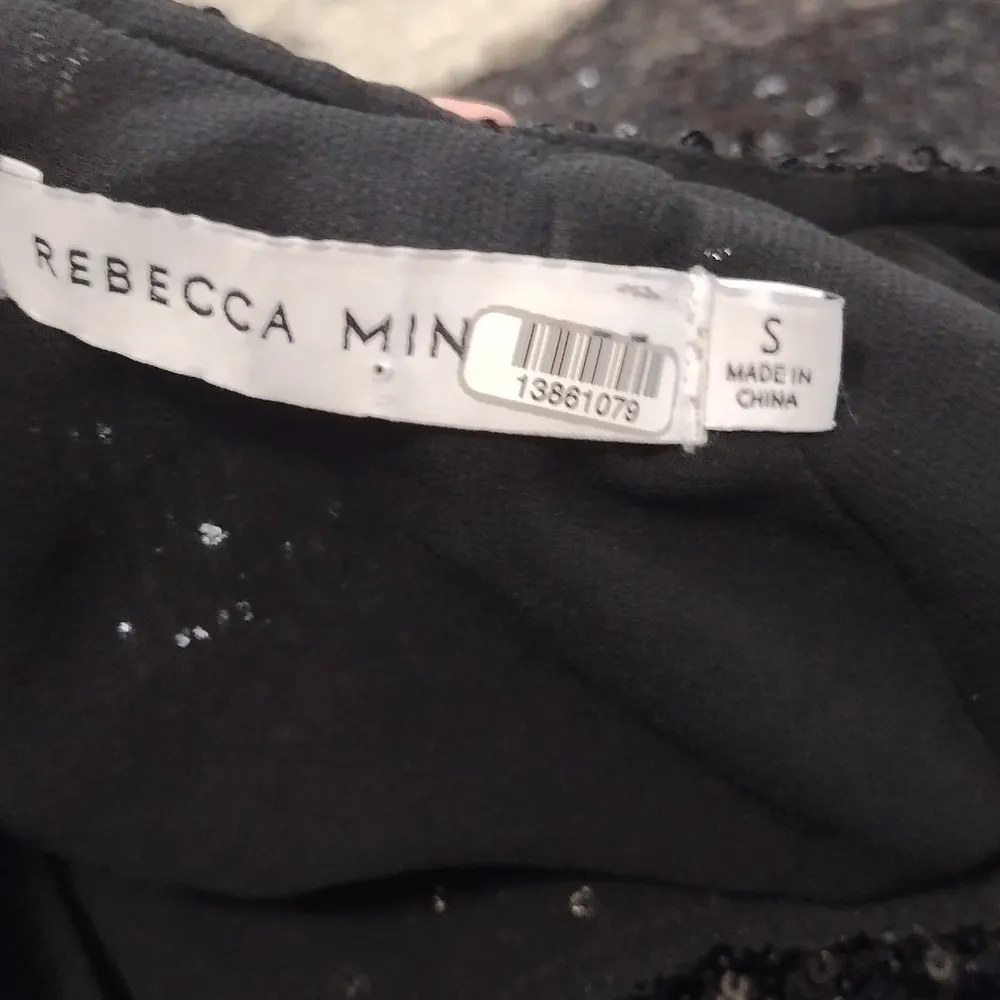 REBECCA MIN
13861079
S
MADE IN
CHINA